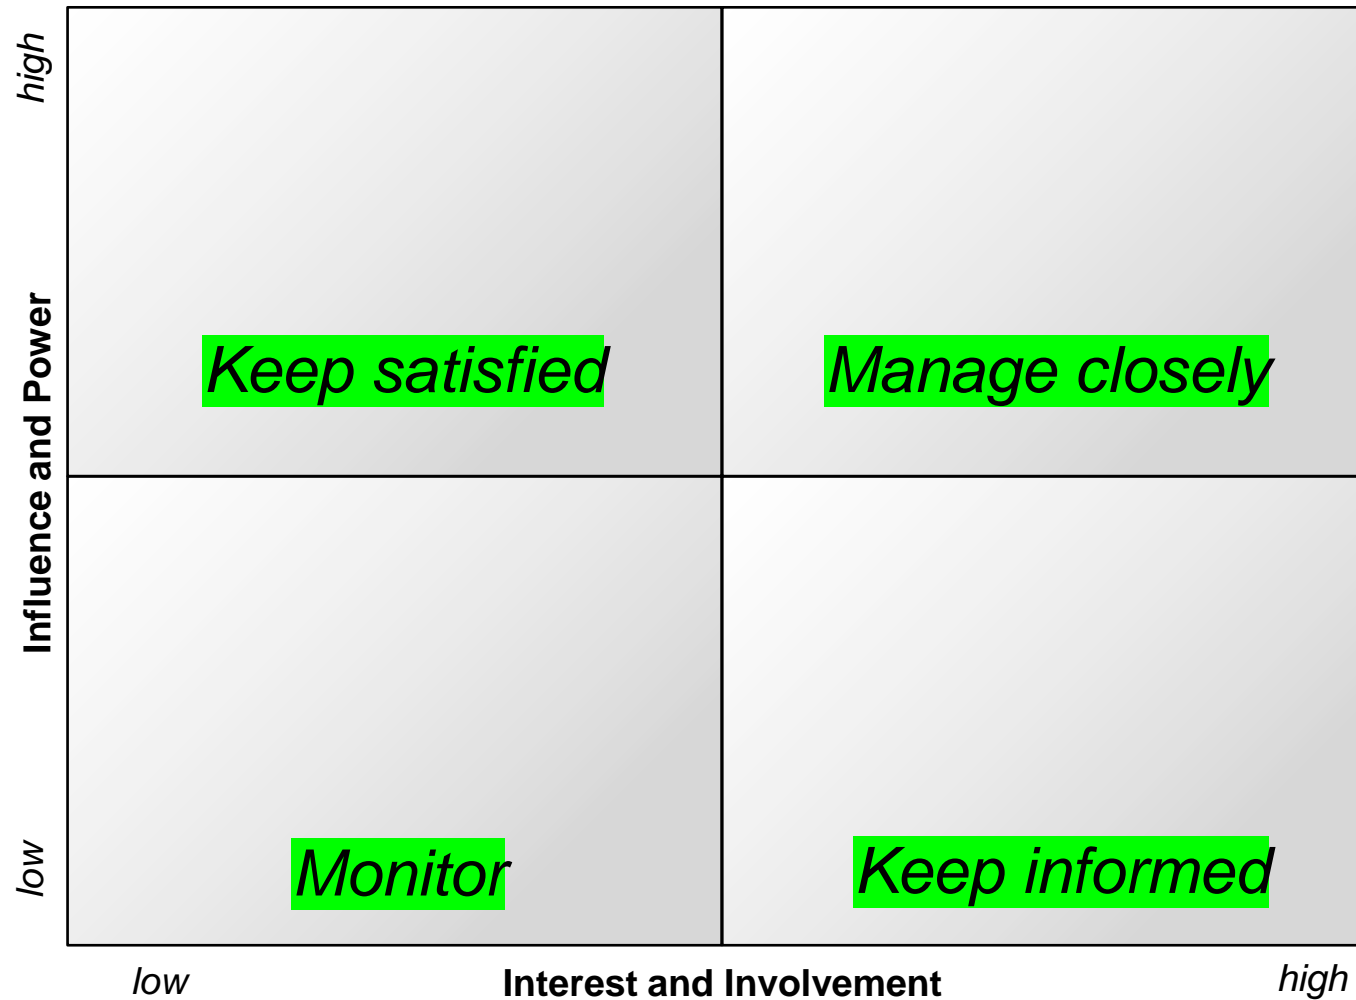 high
Keep satisfied
Manage closely
Influence and Power
low
Monitor
Keep informed
low
Interest and Involvement
high